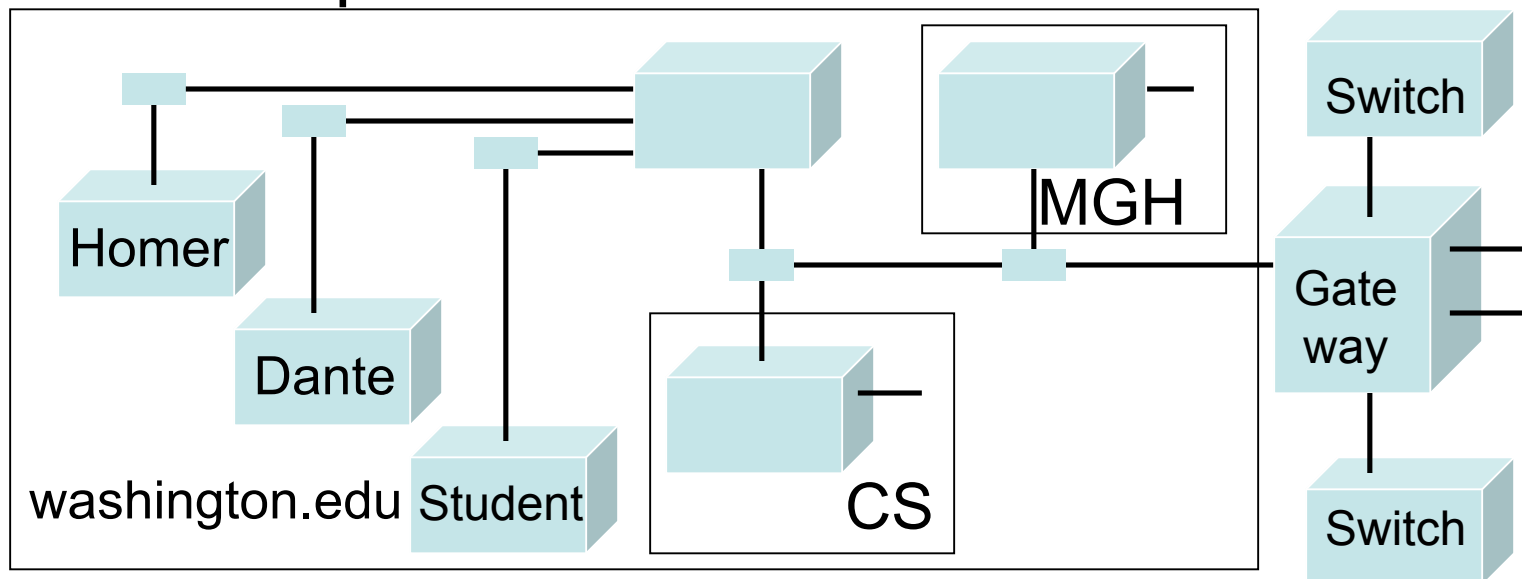 Switch
MGH
Homer
Gate
way
Dante
washington.edu
Student
CS
Switch